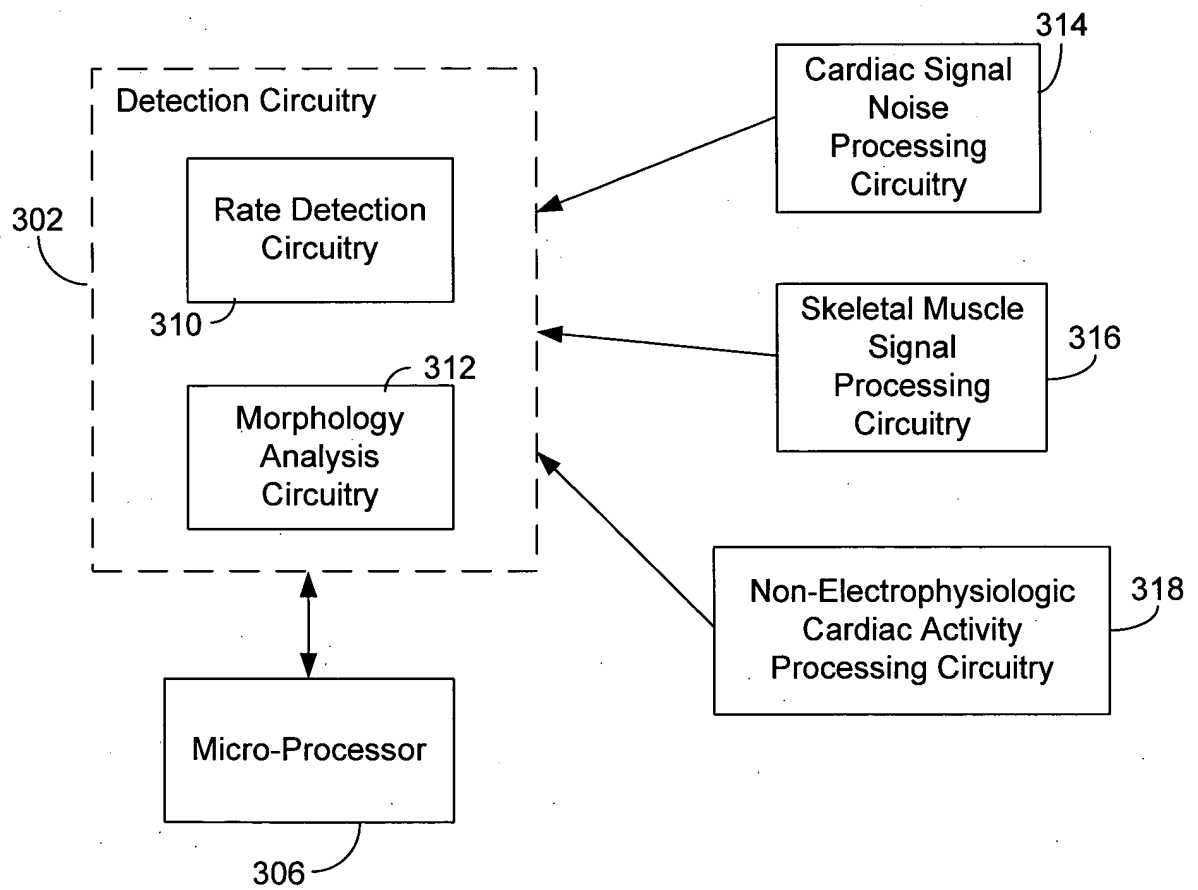 314
Cardiac Signal
Noise
Processing
Circuitry
Detection Circuitry
302
Rate Detection
Circuitry
310
Skeletal Muscle
Signal
Processing
Circuitry
316
312
Morphology
Analysis
Circuitry
Non-Electrophysiologic
Cardiac Activity
Processing Circuitry
318
Micro-Processor
306